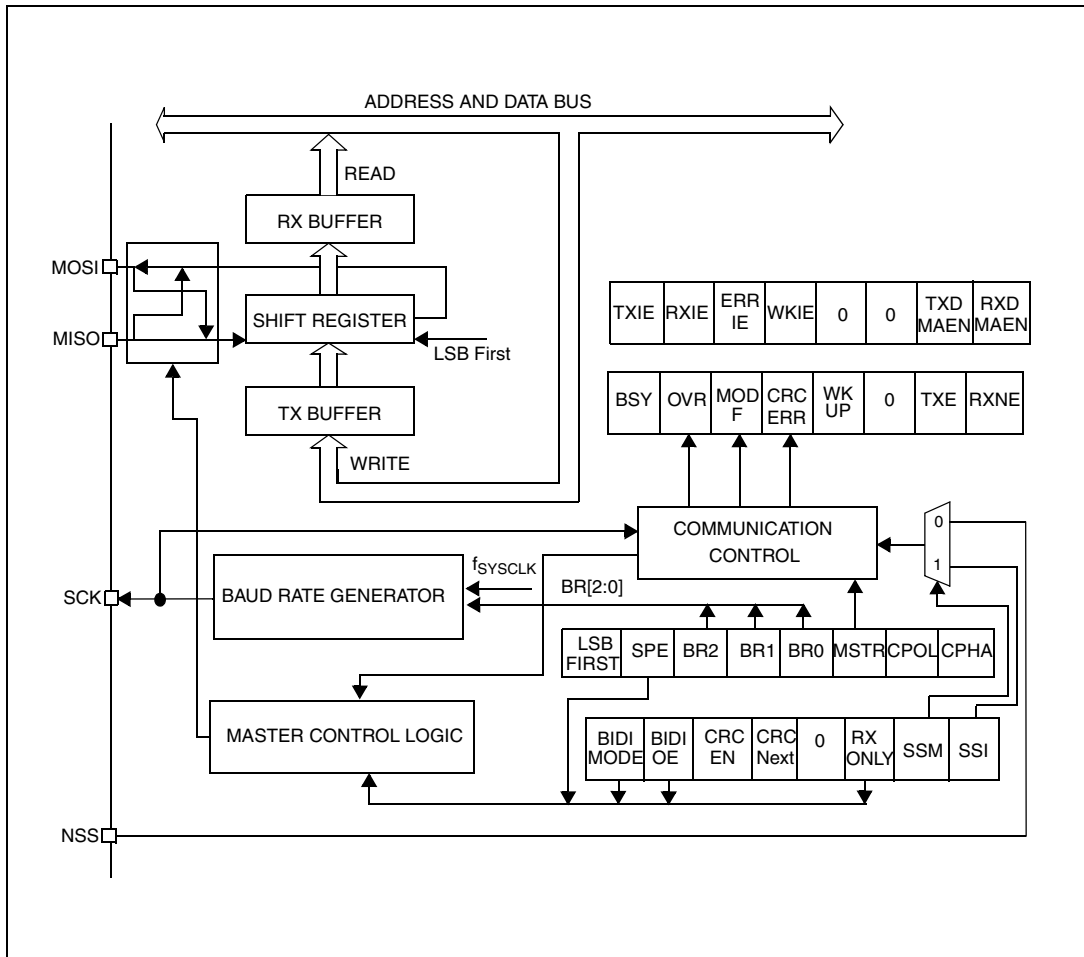 ADDRESS AND DATA BUS
READ
RX BUFFER
MOSI
SHIFT REGISTER
MISO
LSB First
TX BUFFER
WRITE
TXIE RXIE ERR IE WKIE 0 0 TXD MAEN RXD MAEN
BSY OVR MOD F CRC ERR WK UP 0 TXE RXNE
COMMUNICATION
CONTROL
0
1
fSYSCLK
BR[2:0]
SCK
BAUD RATE GENERATOR
LSB FIRST SPE BR2 BR1 BR0 MSTR CPOL CPHA
MASTER CONTROL LOGIC
BIDI MODE BIDI OE CRC EN CRC Next 0 RX ONLY SSM SSI
NSS